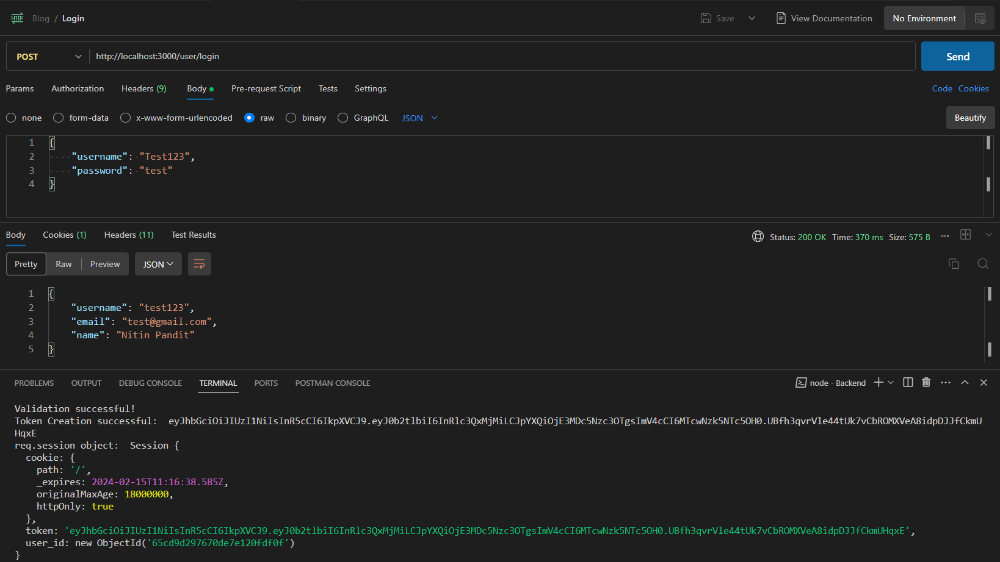 HTTP Blog / Login Save View Documentation No Environment
POST http://localhost:3000/user/login Send
Params Authorization Headers (9) Body Pre-request Script Tests Settings Code Cookies
none form-data x-www-form-urlencoded raw binary GraphQL JSON Beautify
1 {
2 "username": "Test123",
3 "password": "test"
4 }
Body Cookies (1) Headers (11) Test Results Status: 200 OK Time: 370 ms Size: 575 B
Pretty Raw Preview JSON
1 {
2 "username": "test123",
3 "email": "test@gmail.com",
4 "name": "Nitin Pandit"
5 }
PROBLEMS OUTPUT DEBUG CONSOLE TERMINAL PORTS POSTMAN CONSOLE node - Backend
Validation successful!
Token Creation successful: eyJhbGciOiJIUzI1NiIsInR5cCI6IkpXVCJ9.eyJ0b2tlbiI6InRlc3QxMjMiLCJpYXQiOjE3MDc5Nzc3OTgsImV4cCI6MTcwNzk5NTc5OH0.UBfh3qvrVle44tUk7vCbROMXVeA8idpDJJfCkmU
HqxE
req.session object: Session {
cookie: {
path: '/',
_expires: 2024-02-15T11:16:38.585Z,
originalMaxAge: 18000000,
httpOnly: true
},
token: 'eyJhbGciOiJIUzI1NiIsInR5cCI6IkpXVCJ9.eyJ0b2tlbiI6InRlc3QxMjMiLCJpYXQiOjE3MDc5Nzc3OTgsImV4cCI6MTcwNzk5NTc5OH0.UBfh3qvrVle44tUk7vCbROMXVeA8idpDJJfCkmUHqxE',
user_id: new ObjectId('65cd9d297670de7e120fdf0f')
}